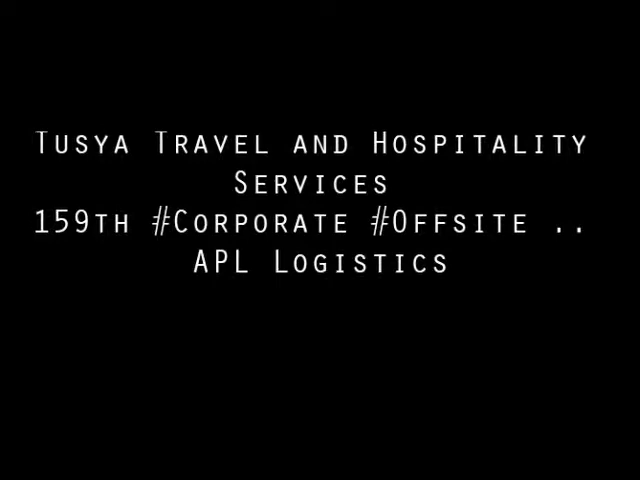 Tusya Travel and Hospitality
Services
159th #Corporate #Offsite ..
APL Logistics